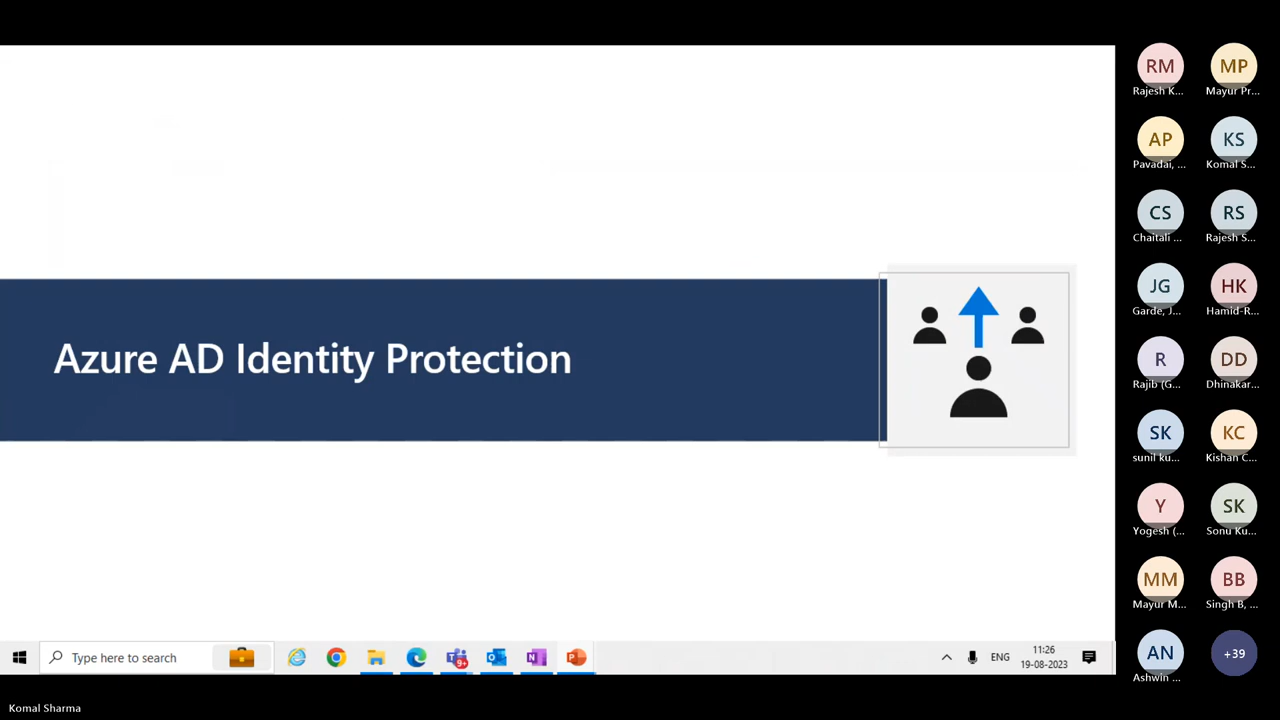 Azure AD Identity Protection
RM MP
Rajesh K... Mayur Pr...
AP KS
Pavadai, ... Komal S...
CS RS
Chaitali ... Rajesh S...
JG HK
Garde, J... Hamid-R...
R DD
Rajib (G... Dhinakar...
SK KC
sunil ku... Kishan C...
Y SK
Yogesh (... Sonu Ku...
MM BB
Mayur M... Singh B, ...
AN +39
Ashwin ...
Type here to search
9+
ENG
11:26
19-08-2023
Komal Sharma